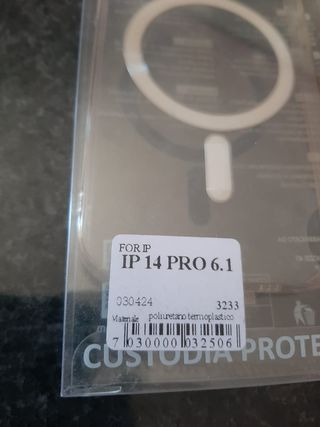 FOR IP
IP 14 PRO 6.1
030424 3233
Materiale poliuretano termoplastico
7 030000 032506
CUSTODIA PROTE